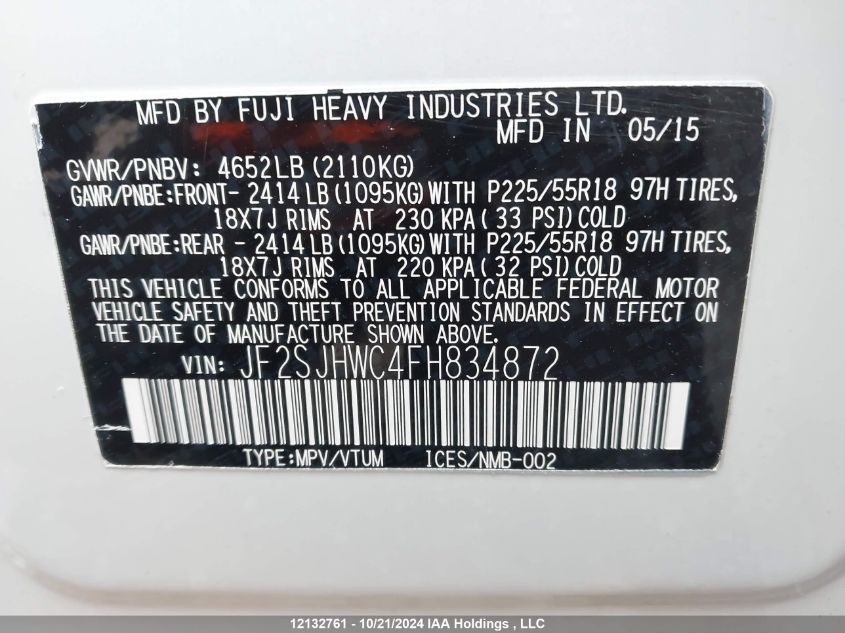 MFD BY FUJI HEAVY INDUSTRIES LTD.
MFD IN 05/15
GVWR/PNBV: 4652LB (2110KG)
GAWR/PNBE:FRONT- 2414 LB (1095KG) WITH P225/55R18 97H TIRES,
18X7J RIMS AT 230 KPA ( 33 PSI) COLD
GAWR/PNBE:REAR - 2414 LB (1095KG) WITH P225/55R18 97H TIRES,
18X7J RIMS AT 220 KPA ( 32 PSI) COLD
THIS VEHICLE CONFORMS TO ALL APPLICABLE FEDERAL MOTOR
VEHICLE SAFETY AND THEFT PREVENTION STANDARDS IN EFFECT ON
THE DATE OF MANUFACTURE SHOWN ABOVE.
VIN: JF2SJHWC4FH834872
TYPE:MPV/VTUM ICES/NMB-002
12132761 - 10/21/2024 IAA Holdings , LLC